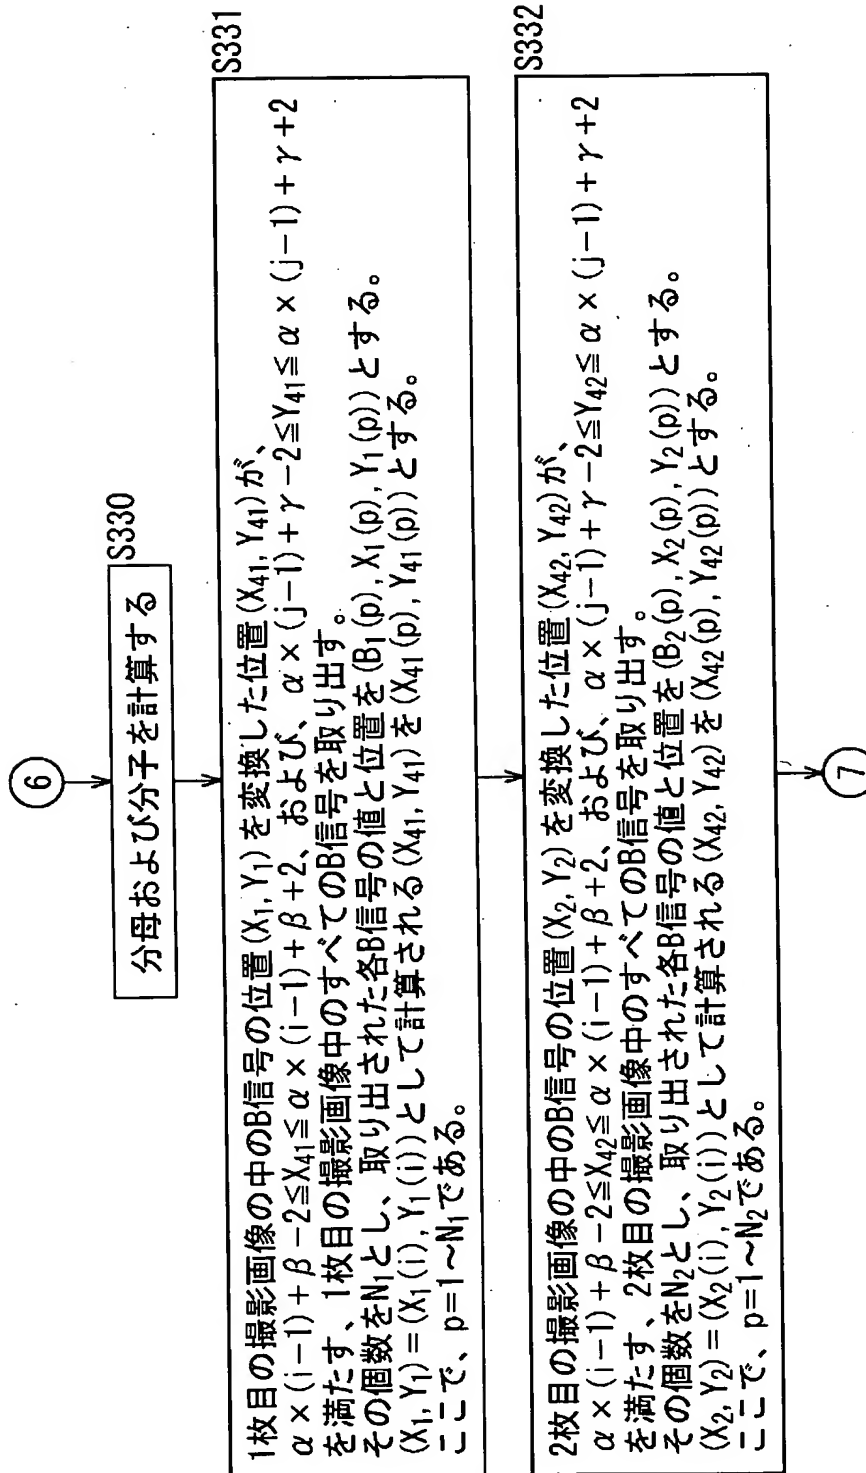 ⑥
S330
分母および分子を計算する
S331
1枚目の撮影画像の中のB信号の位置(X₁, Y₁)を変換した位置(X₄₁, Y₄₁)が、
α×(i−1)+β−2≦X₄₁≦α×(i−1)+β+2、および、α×(j−1)+γ−2≦Y₄₁≦α×(j−1)+γ+2
を満たす、1枚目の撮影画像中のすべてのB信号を取り出す。
その個数をN₁とし、取り出された各B信号の値と位置を(B₁(p), X₁(p), Y₁(p))とする。
(X₁, Y₁)=(X₁(i), Y₁(i))として計算される(X₄₁, Y₄₁)を(X₄₁(p), Y₄₁(p))とする。
ここで、p=1〜N₁である。
S332
2枚目の撮影画像の中のB信号の位置(X₂, Y₂)を変換した位置(X₄₂, Y₄₂)が、
α×(i−1)+β−2≦X₄₂≦α×(i−1)+β+2、および、α×(j−1)+γ−2≦Y₄₂≦α×(j−1)+γ+2
を満たす、2枚目の撮影画像中のすべてのB信号を取り出す。
その個数をN₂とし、取り出された各B信号の値と位置を(B₂(p), X₂(p), Y₂(p))とする。
(X₂, Y₂)=(X₂(i), Y₂(i))として計算される(X₄₂, Y₄₂)を(X₄₂(p), Y₄₂(p))とする。
ここで、p=1〜N₂である。
⑦